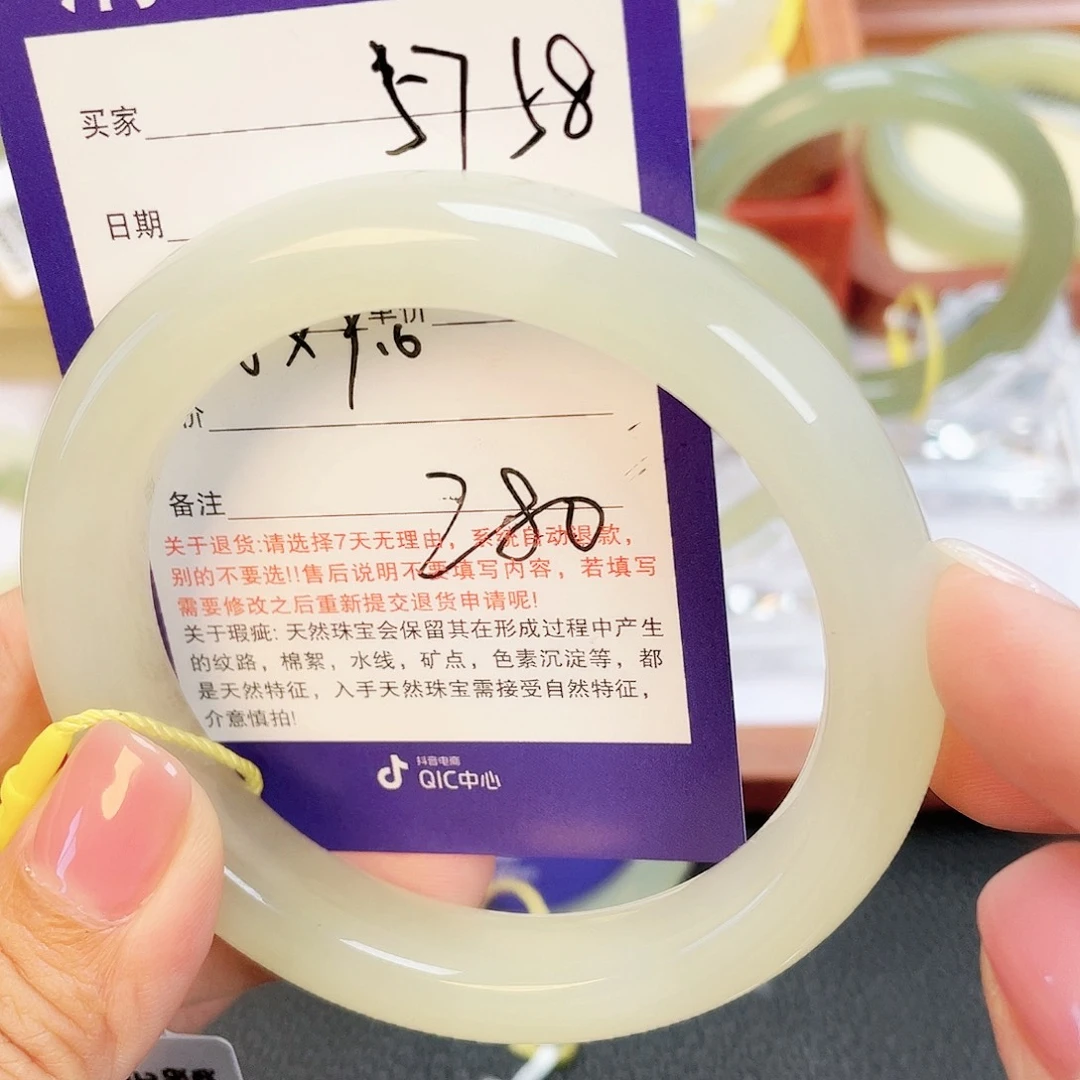 买家 57 58
日期
单价
x 9.6
价
备注 280
关于退货:请选择7天无理由，系统自动退款，
别的不要选!!售后说明不要填写内容，若填写
需要修改之后重新提交退货申请呢!
关于瑕疵: 天然珠宝会保留其在形成过程中产生
的纹路，棉絮，水线，矿点，色素沉淀等，都
是天然特征，入手天然珠宝需接受自然特征，
介意慎拍!
抖音电商
QIC中心